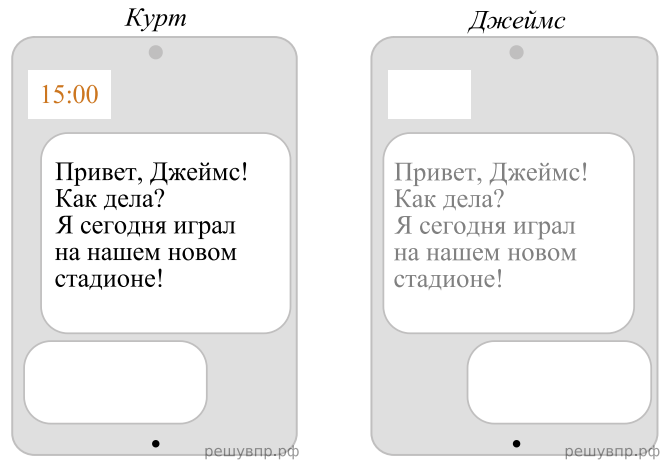 Курт
15:00
Привет, Джеймс!
Как дела?
Я сегодня играл
на нашем новом
стадионе!
решувпр.рф
Джеймс
Привет, Джеймс!
Как дела?
Я сегодня играл
на нашем новом
стадионе!
решувпр.рф